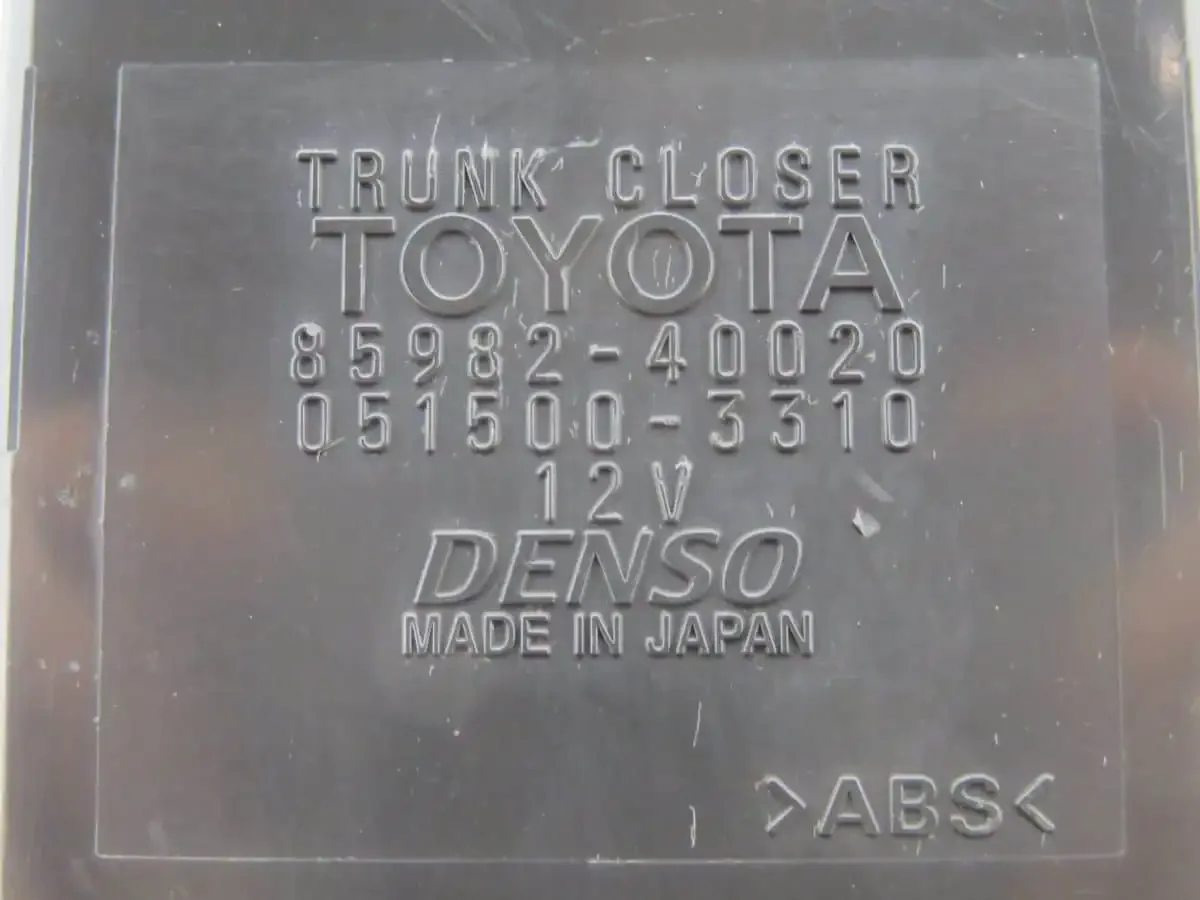 TRUNK CLOSER
TOYOTA
85982-40020
051500-3310
12V
DENSO
MADE IN JAPAN
>ABS<